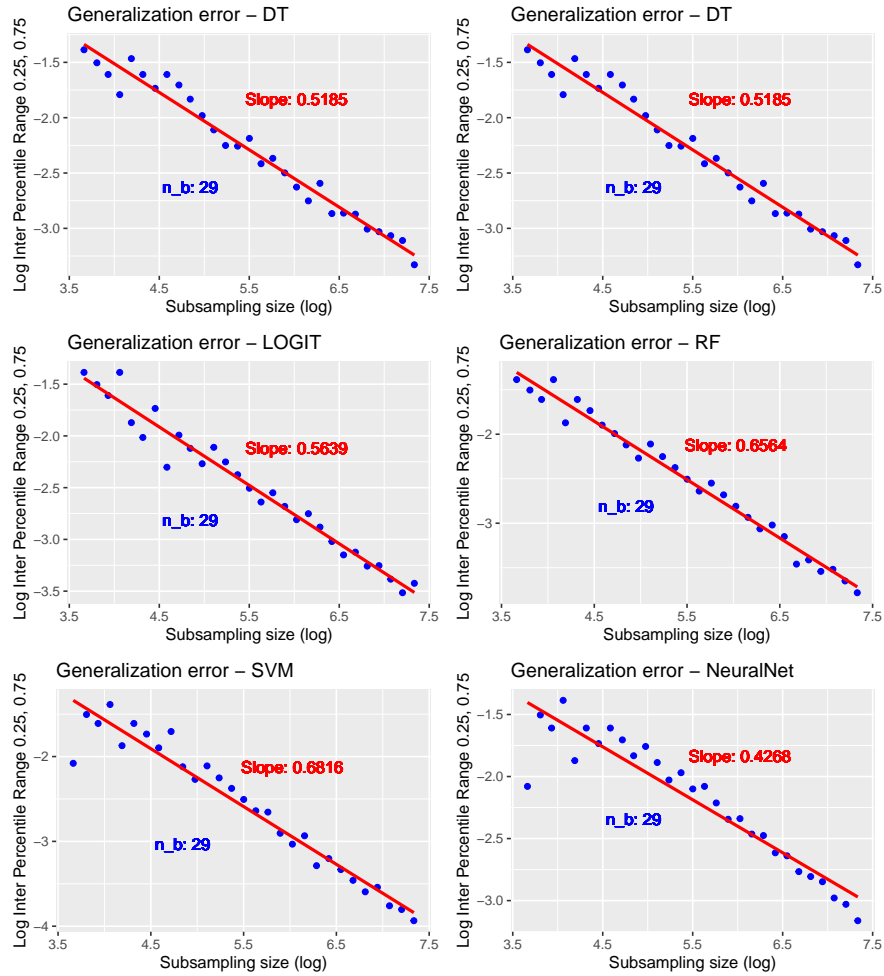 Generalization error − DT
Log Inter Percentile Range 0.25, 0.75
−1.5
−2.0
−2.5
−3.0
Slope: 0.5185
n_b: 29
3.5 4.5 5.5 6.5 7.5
Subsampling size (log)
Generalization error − DT
Log Inter Percentile Range 0.25, 0.75
−1.5
−2.0
−2.5
−3.0
Slope: 0.5185
n_b: 29
3.5 4.5 5.5 6.5 7.5
Subsampling size (log)
Generalization error − LOGIT
Log Inter Percentile Range 0.25, 0.75
−1.5
−2.0
−2.5
−3.0
−3.5
Slope: 0.5639
n_b: 29
3.5 4.5 5.5 6.5 7.5
Subsampling size (log)
Generalization error − RF
Log Inter Percentile Range 0.25, 0.75
−2
−3
Slope: 0.6564
n_b: 29
3.5 4.5 5.5 6.5 7.5
Subsampling size (log)
Generalization error − SVM
Log Inter Percentile Range 0.25, 0.75
−2
−3
−4
Slope: 0.6816
n_b: 29
3.5 4.5 5.5 6.5 7.5
Subsampling size (log)
Generalization error − NeuralNet
Log Inter Percentile Range 0.25, 0.75
−1.5
−2.0
−2.5
−3.0
Slope: 0.4268
n_b: 29
3.5 4.5 5.5 6.5 7.5
Subsampling size (log)